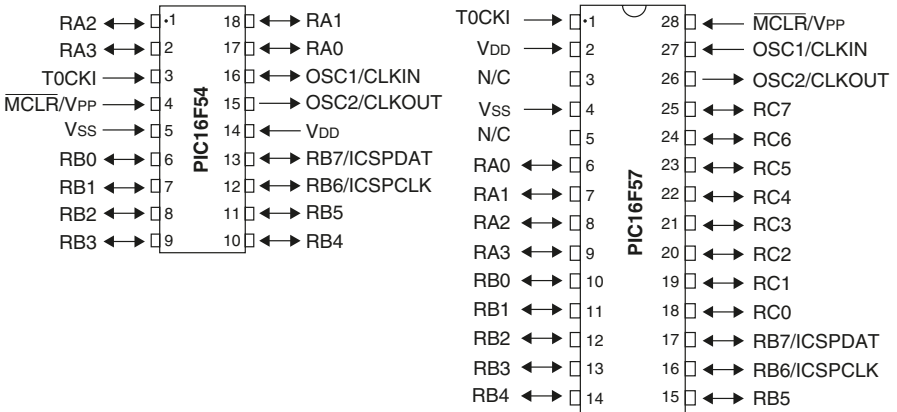 RA2 •1 18 RA1
RA3 2 17 RA0
T0CKI 3 16 OSC1/CLKIN
MCLR/VPP 4 15 OSC2/CLKOUT
VSS 5 14 VDD
RB0 6 13 RB7/ICSPDAT
RB1 7 12 RB6/ICSPCLK
RB2 8 11 RB5
RB3 9 10 RB4
PIC16F54
T0CKI •1 28 MCLR/VPP
VDD 2 27 OSC1/CLKIN
N/C 3 26 OSC2/CLKOUT
VSS 4 25 RC7
N/C 5 24 RC6
RA0 6 23 RC5
RA1 7 22 RC4
RA2 8 21 RC3
RA3 9 20 RC2
RB0 10 19 RC1
RB1 11 18 RC0
RB2 12 17 RB7/ICSPDAT
RB3 13 16 RB6/ICSPCLK
RB4 14 15 RB5
PIC16F57